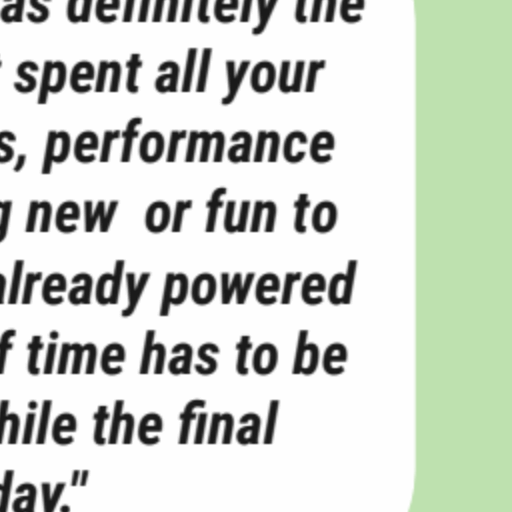 as definitely the
spent all your
s, performance
g new  or fun to
already powered
f time has to be
hile the final
day."